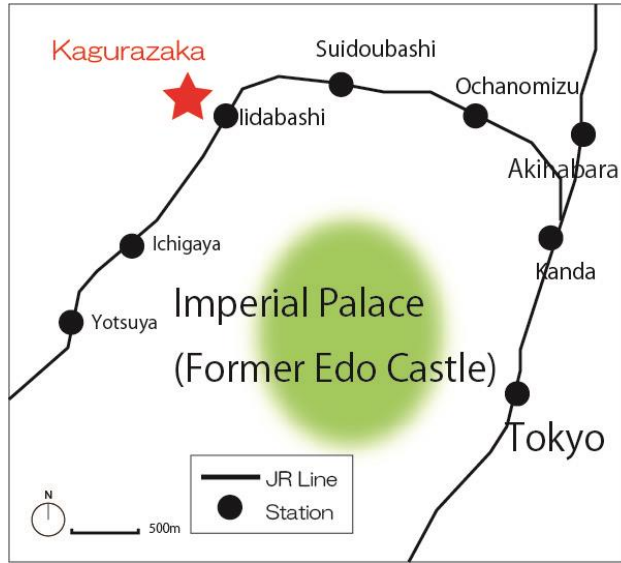 Kagurazaka
Suidoubashi
Ochanomizu
Iidabashi
Akihabara
Ichigaya
Kanda
Imperial Palace
(Former Edo Castle)
Yotsuya
Tokyo
JR Line
Station
N
500m